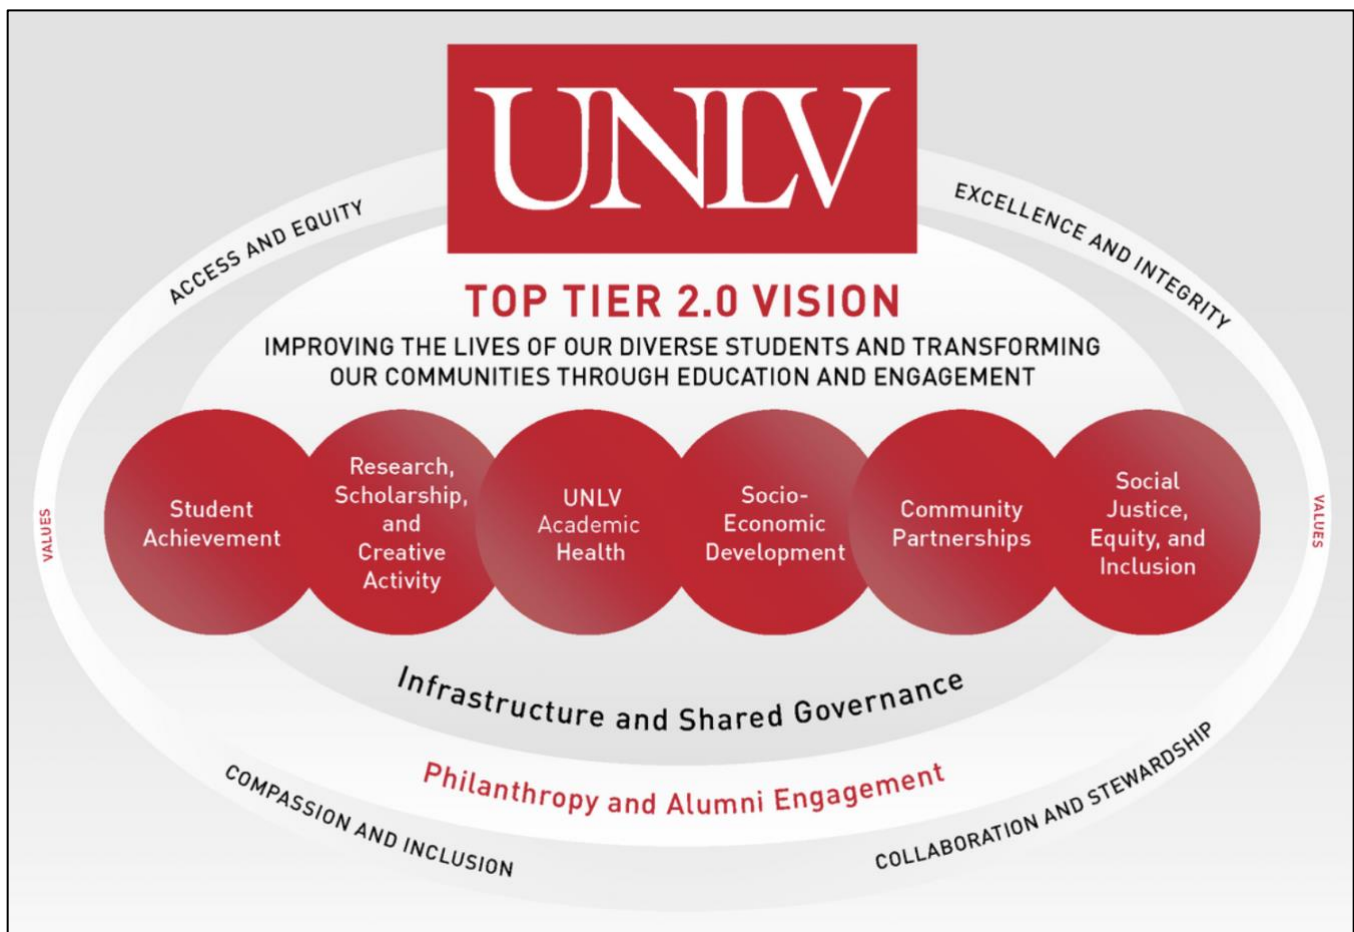 UNLV
ACCESS AND EQUITY
EXCELLENCE AND INTEGRITY
TOP TIER 2.0 VISION
IMPROVING THE LIVES OF OUR DIVERSE STUDENTS AND TRANSFORMING
OUR COMMUNITIES THROUGH EDUCATION AND ENGAGEMENT
VALUES
Student
Achievement
Research,
Scholarship,
and
Creative
Activity
UNLV
Academic
Health
Socio-
Economic
Development
Community
Partnerships
Social
Justice,
Equity, and
Inclusion
VALUES
Infrastructure and Shared Governance
Philanthropy and Alumni Engagement
COMPASSION AND INCLUSION
COLLABORATION AND STEWARDSHIP